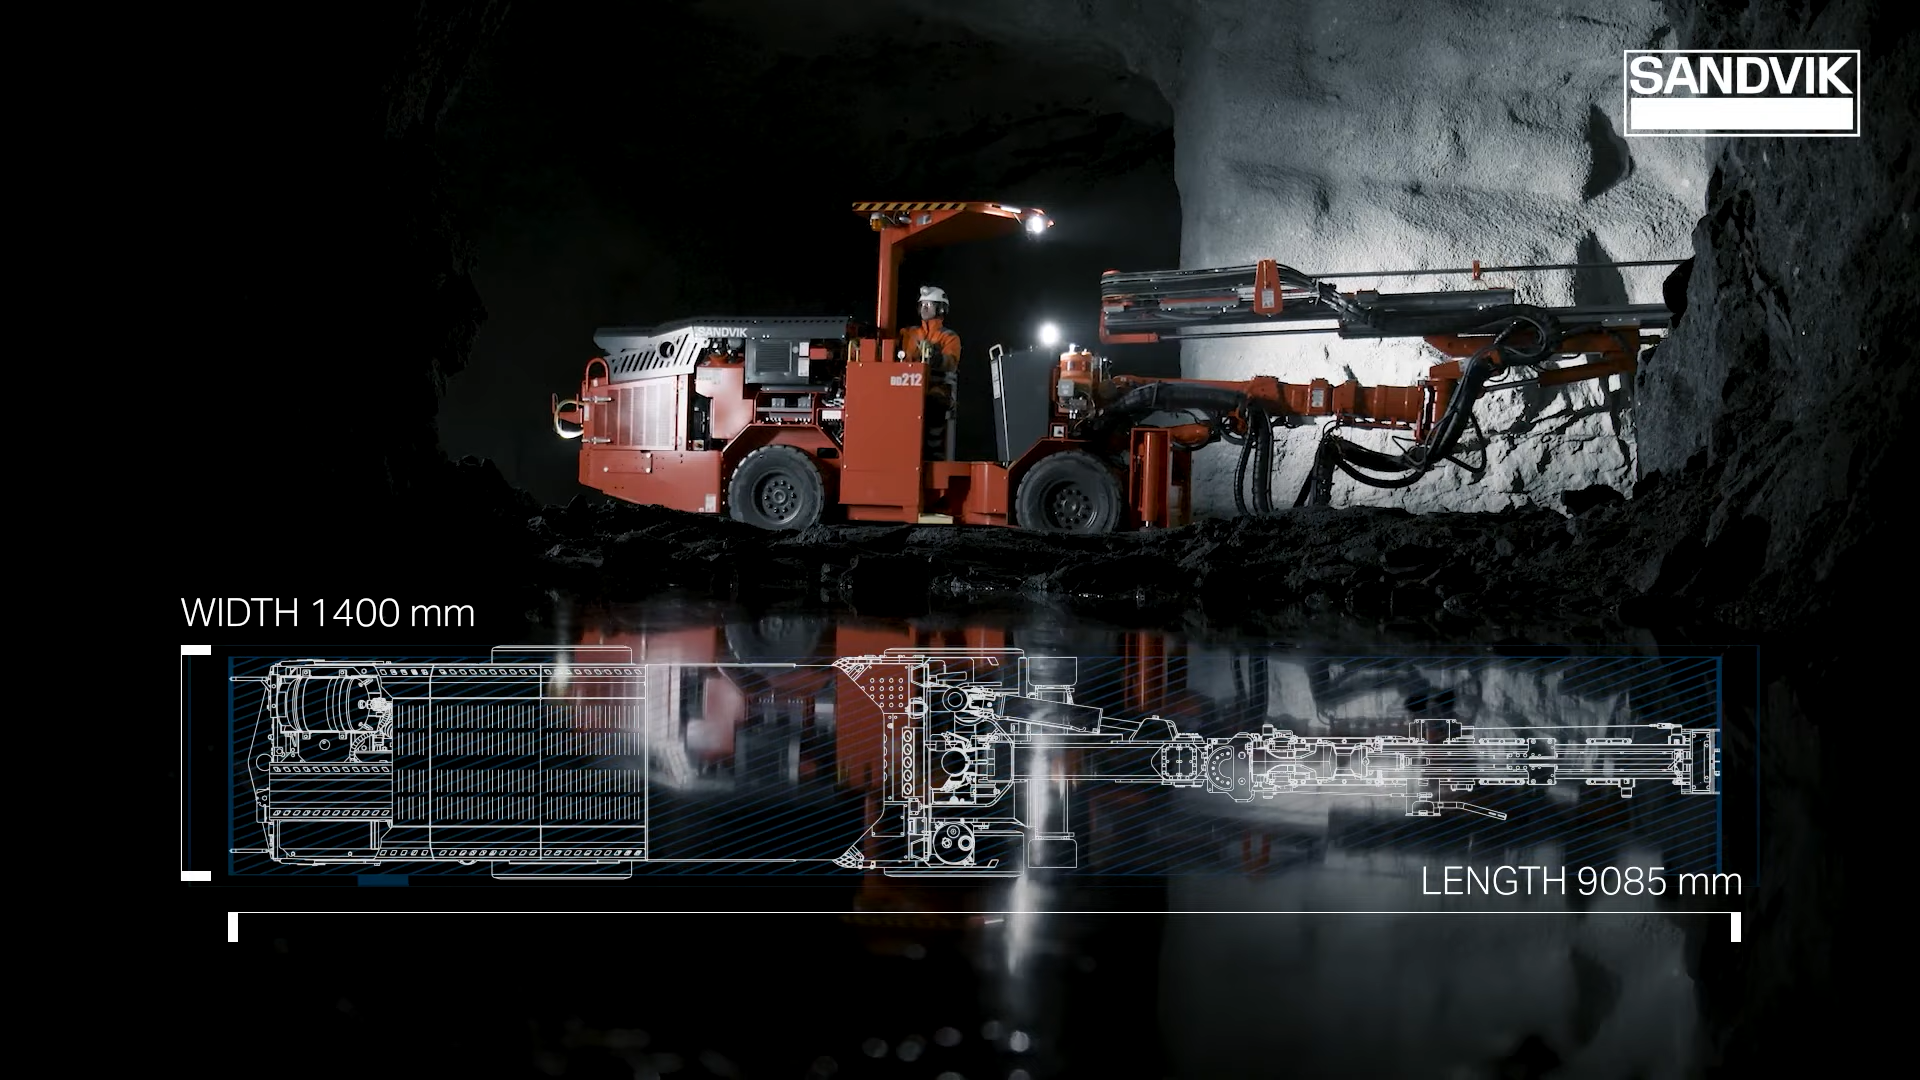 SANDVIK
SANDVIK
DD212
WIDTH 1400 mm
LENGTH 9085 mm